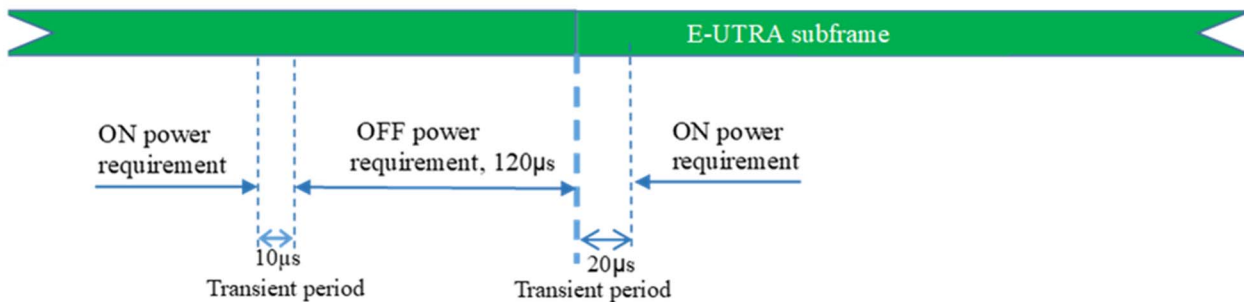 E-UTRA subframe
ON power
requirement
OFF power
requirement, 120μs
ON power
requirement
10μs
Transient period
20μs
Transient period